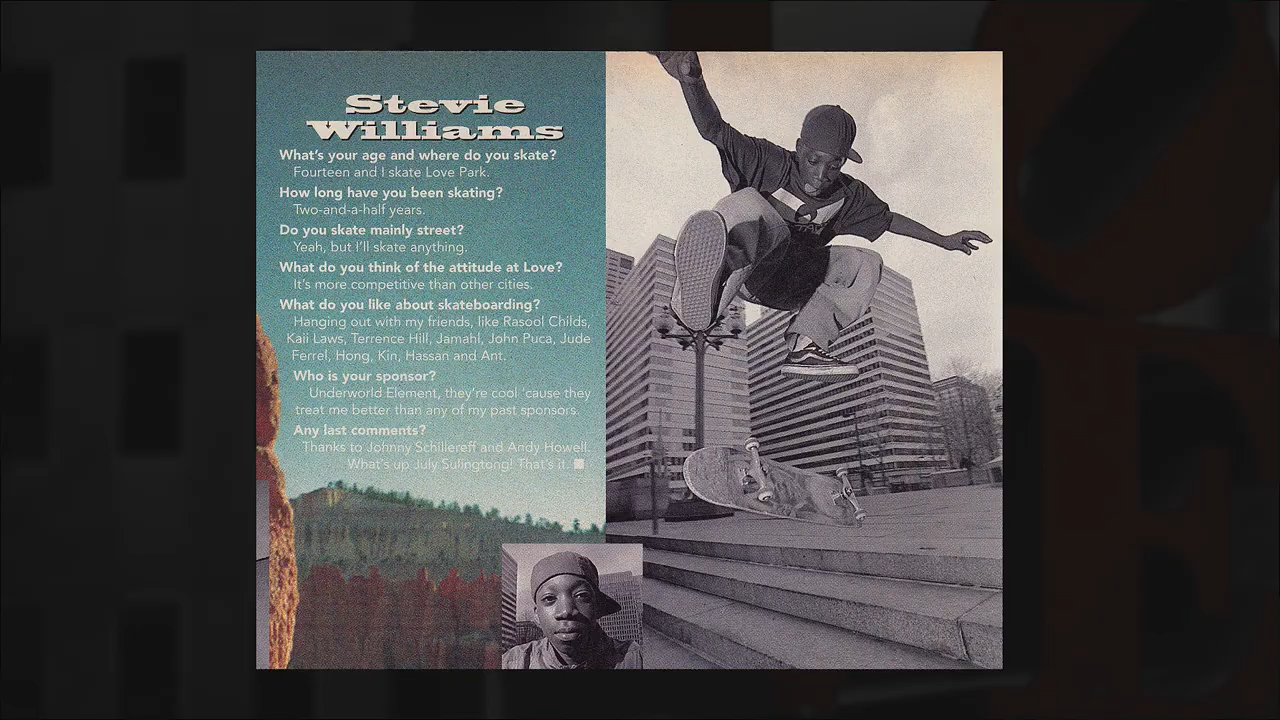 Stevie
Williams
What's your age and where do you skate?
Fourteen and I skate Love Park.
How long have you been skating?
Two-and-a-half years.
Do you skate mainly street?
Yeah, but I'll skate anything.
What do you think of the attitude at Love?
It's more competitive than other cities.
What do you like about skateboarding?
Hanging out with my friends, like Rasool Childs,
Kaii Laws, Terrence Hill, Jamahl, John Puca, Jude
Ferrel, Hong, Kin, Hassan and Ant.
Who is your sponsor?
Underworld Element, they're cool 'cause they
treat me better than any of my past sponsors.
Any last comments?
Thanks to Johnny Schillereff and Andy Howell.
What's up July Sulingtong! That's it.